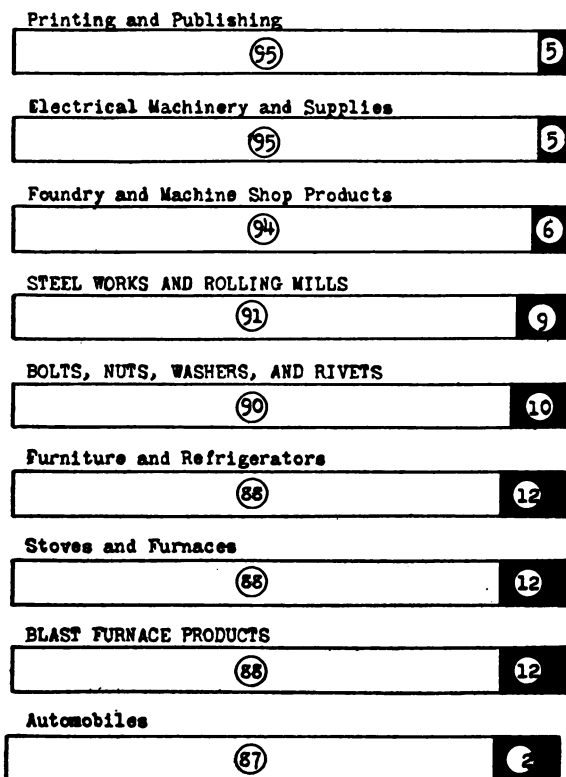 Printing and Publishing
95 5
Electrical Machinery and Supplies
95 5
Foundry and Machine Shop Products
94 6
STEEL WORKS AND ROLLING MILLS
91 9
BOLTS, NUTS, WASHERS, AND RIVETS
90 10
Furniture and Refrigerators
88 12
Stoves and Furnaces
88 12
BLAST FURNACE PRODUCTS
88 12
Automobiles
87